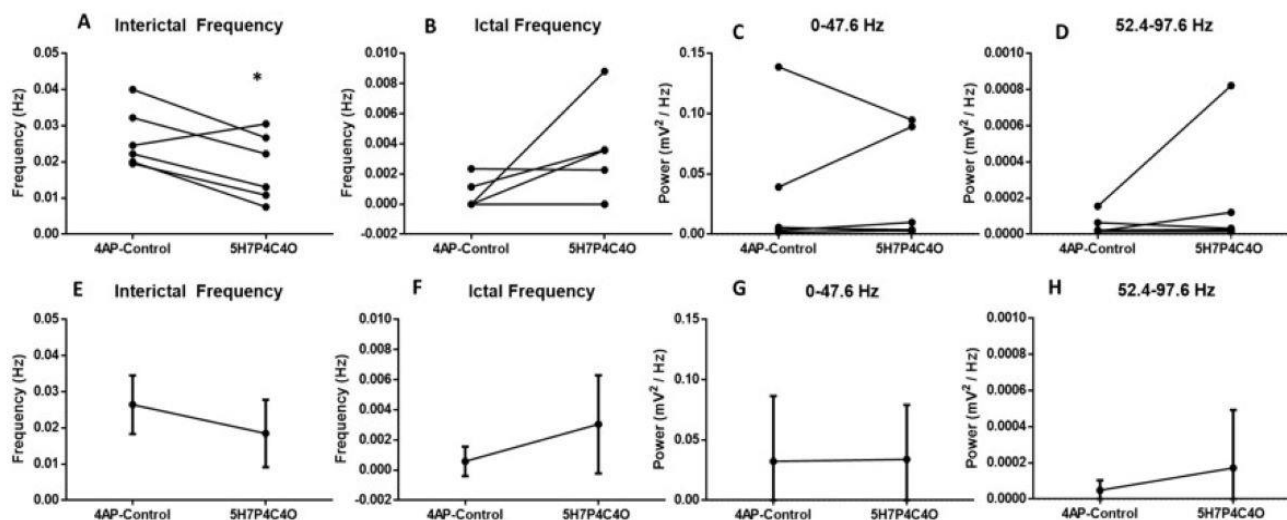 A Interictal Frequency
Frequency (Hz)
0.05
0.04
0.03
0.02
0.01
0.00
*
4AP-Control 5H7P4C4O
B Ictal Frequency
Frequency (Hz)
0.010
0.008
0.006
0.004
0.002
0.000
-0.002
4AP-Control 5H7P4C4O
C 0-47.6 Hz
Power (mV² / Hz)
0.15
0.10
0.05
0.00
4AP-Control 5H7P4C4O
D 52.4-97.6 Hz
Power (mV² / Hz)
0.0010
0.0008
0.0006
0.0004
0.0002
0.0000
4AP-Control 5H7P4C4O
E Interictal Frequency
Frequency (Hz)
0.05
0.04
0.03
0.02
0.01
0.00
4AP-Control 5H7P4C4O
F Ictal Frequency
Frequency (Hz)
0.010
0.008
0.006
0.004
0.002
0.000
-0.002
4AP-Control 5H7P4C4O
G 0-47.6 Hz
Power (mV² / Hz)
0.15
0.10
0.05
0.00
4AP-Control 5H7P4C4O
H 52.4-97.6 Hz
Power (mV² / Hz)
0.0010
0.0008
0.0006
0.0004
0.0002
0.0000
4AP-Control 5H7P4C4O